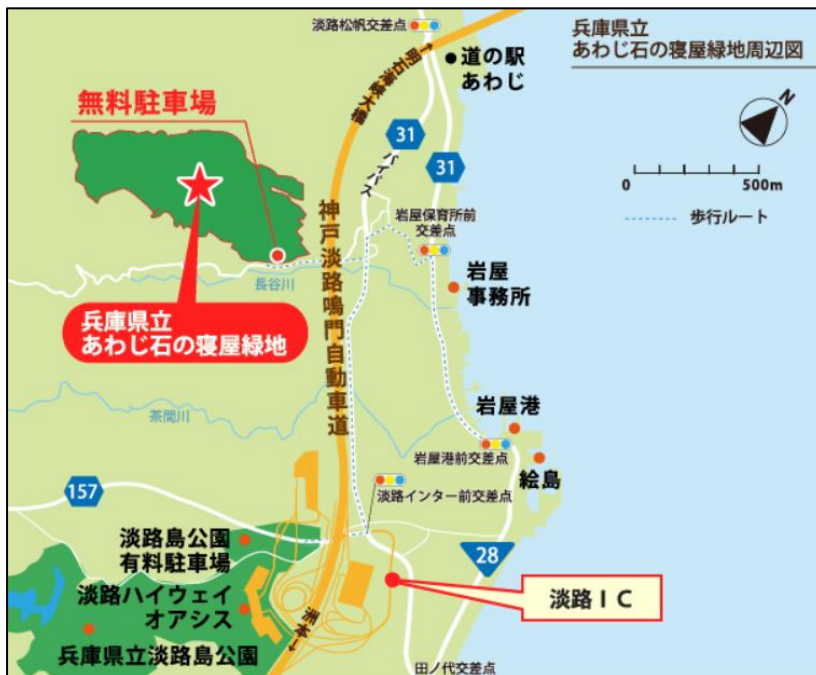 淡路松帆交差点
兵庫県立
あわじ石の寝屋緑地周辺図
道の駅
あわじ
↑明石海峡大橋
無料駐車場
31
バイパス
31
N
0
500m
歩行ルート
岩屋保育所前
交差点
神戸淡路鳴門自動車道
長谷川
岩屋
事務所
兵庫県立
あわじ石の寝屋緑地
茶間川
岩屋港
岩屋港前交差点
絵島
157
淡路インター前交差点
淡路島公園
有料駐車場
28
淡路ハイウェイ
オアシス
洲本→
淡路IC
兵庫県立淡路島公園
田ノ代交差点